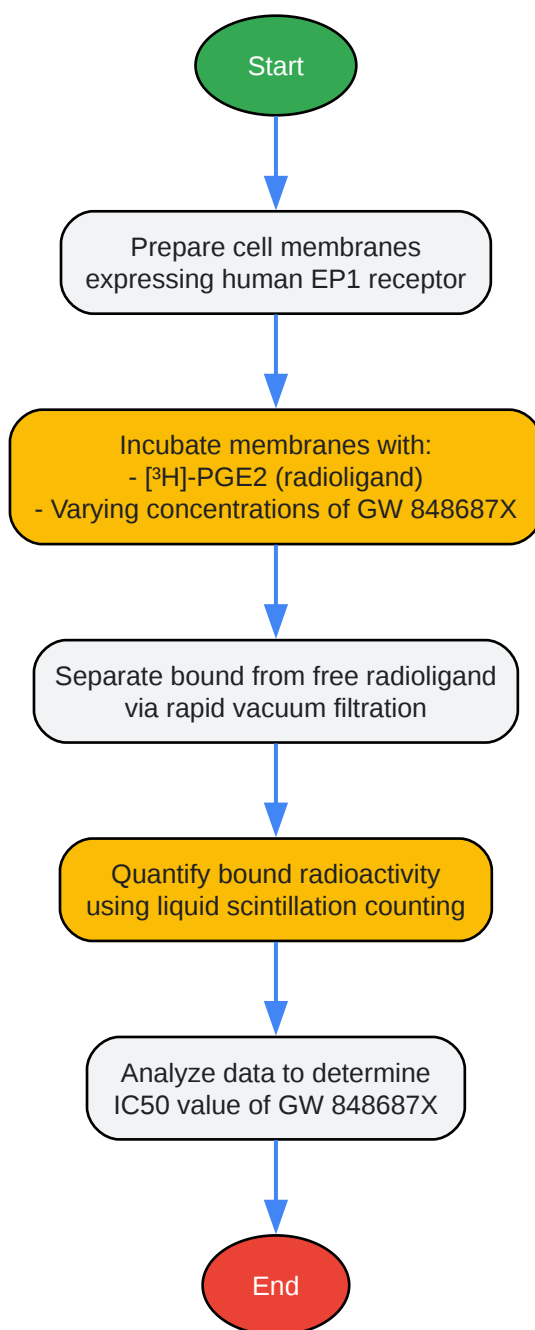 Start
Prepare cell membranes
expressing human EP1 receptor
Incubate membranes with:
- [³H]-PGE2 (radioligand)
- Varying concentrations of GW 848687X
Separate bound from free radioligand
via rapid vacuum filtration
Quantify bound radioactivity
using liquid scintillation counting
Analyze data to determine
IC50 value of GW 848687X
End